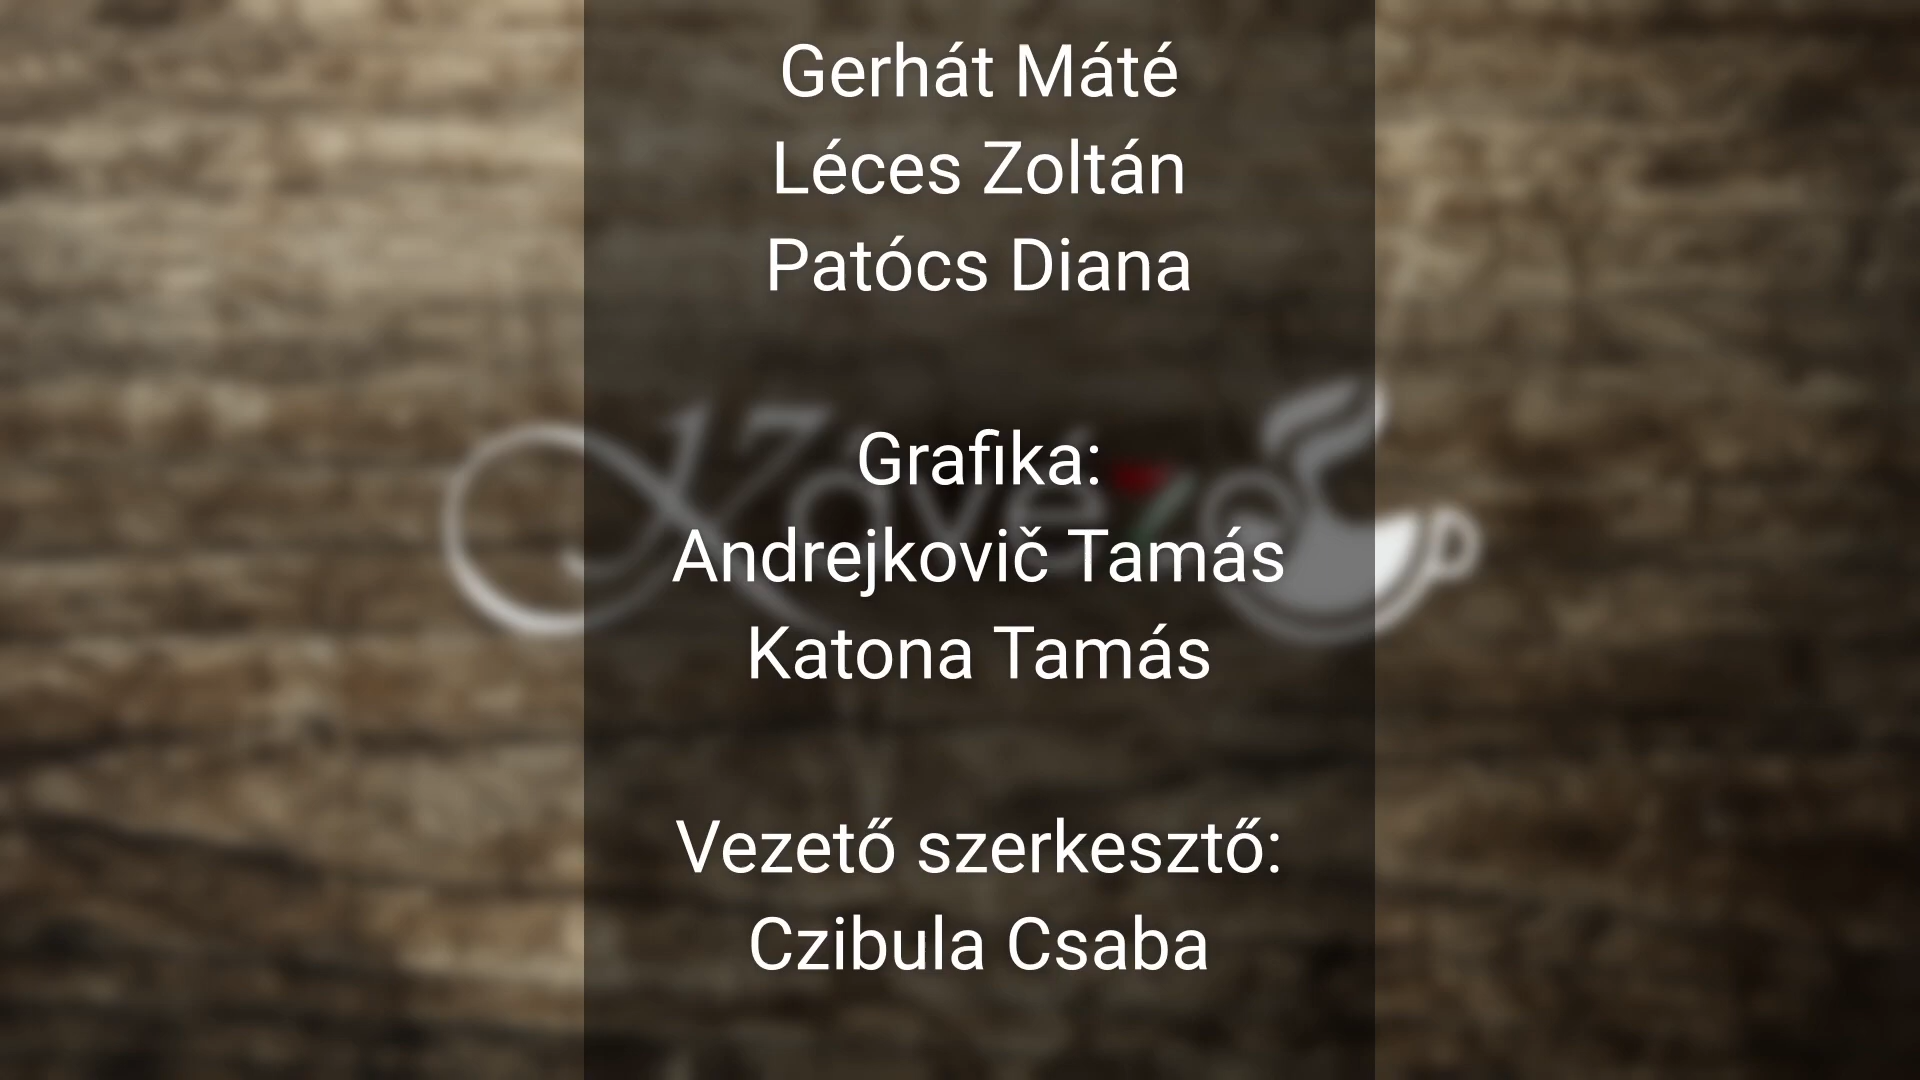 Gerhát Máté
Léces Zoltán
Patócs Diana
Grafika:
Andrejkovič Tamás
Katona Tamás
Vezető szerkesztő:
Czibula Csaba